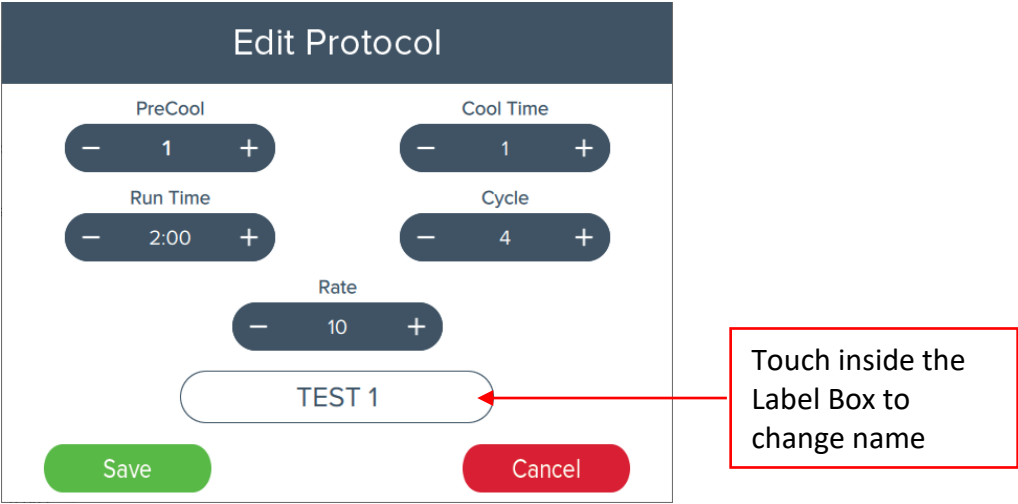 Edit Protocol
PreCool
Cool Time
− 1 +
− 1 +
Run Time
Cycle
− 2:00 +
− 4 +
Rate
− 10 +
TEST 1
Touch inside the
Label Box to
change name
Save
Cancel